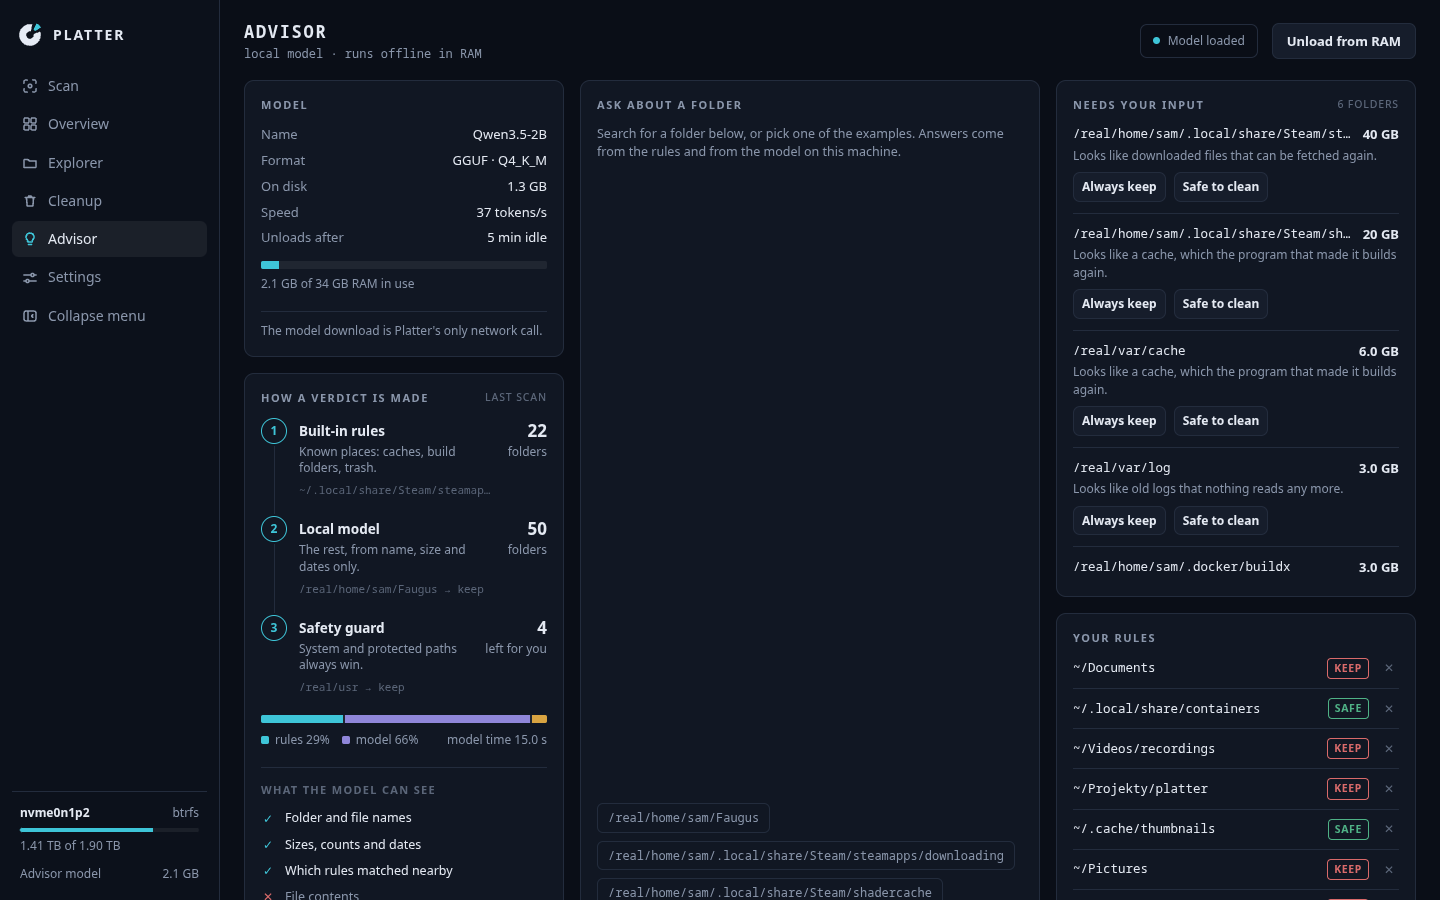 PLATTER
Scan
Overview
Explorer
Cleanup
Advisor
Settings
Collapse menu
nvme0n1p2 btrfs
1.41 TB of 1.90 TB
Advisor model 2.1 GB
ADVISOR
local model · runs offline in RAM
Model loaded
Unload from RAM
MODEL
Name Qwen3.5-2B
Format GGUF · Q4_K_M
On disk 1.3 GB
Speed 37 tokens/s
Unloads after 5 min idle
2.1 GB of 34 GB RAM in use
The model download is Platter's only network call.
HOW A VERDICT IS MADE LAST SCAN
1 Built-in rules 22
Known places: caches, build folders
folders, trash.
~/.local/share/Steam/steamap…
2 Local model 50
The rest, from name, size and folders
dates only.
/real/home/sam/Faugus → keep
3 Safety guard 4
System and protected paths left for you
always win.
/real/usr → keep
rules 29% model 66% model time 15.0 s
WHAT THE MODEL CAN SEE
✓ Folder and file names
✓ Sizes, counts and dates
✓ Which rules matched nearby
✕ File contents
ASK ABOUT A FOLDER
Search for a folder below, or pick one of the examples. Answers come
from the rules and from the model on this machine.
/real/home/sam/Faugus
/real/home/sam/.local/share/Steam/steamapps/downloading
/real/home/sam/.local/share/Steam/shadercache
NEEDS YOUR INPUT 6 FOLDERS
/real/home/sam/.local/share/Steam/st… 40 GB
Looks like downloaded files that can be fetched again.
Always keep Safe to clean
/real/home/sam/.local/share/Steam/sh… 20 GB
Looks like a cache, which the program that made it builds
again.
Always keep Safe to clean
/real/var/cache 6.0 GB
Looks like a cache, which the program that made it builds
again.
Always keep Safe to clean
/real/var/log 3.0 GB
Looks like old logs that nothing reads any more.
Always keep Safe to clean
/real/home/sam/.docker/buildx 3.0 GB
YOUR RULES
~/Documents KEEP ×
~/.local/share/containers SAFE ×
~/Videos/recordings KEEP ×
~/Projekty/platter KEEP ×
~/.cache/thumbnails SAFE ×
~/Pictures KEEP ×